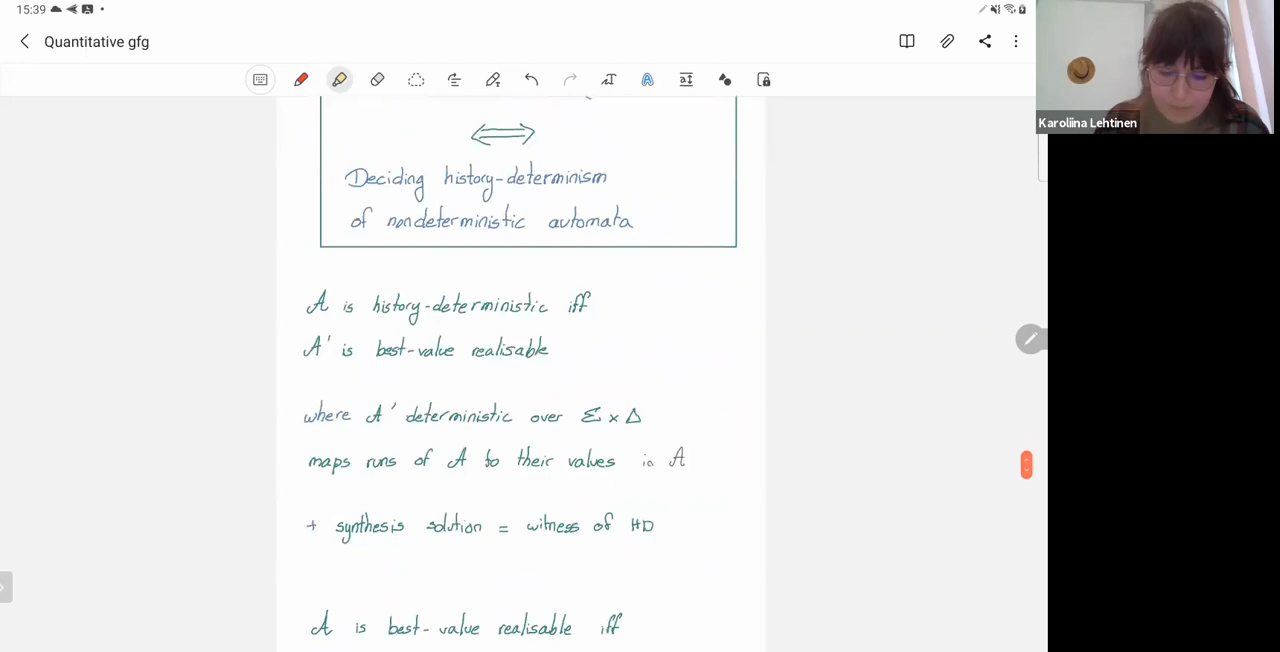 15:39
Quantitative gfg
Karoliina Lehtinen
Deciding history-determinism
of nondeterministic automata
A is history-deterministic iff
A' is best-value realisable
where A' deterministic over Σ × Δ
maps runs of A to their values in A
+ synthesis solution = witness of HD
A is best-value realisable iff